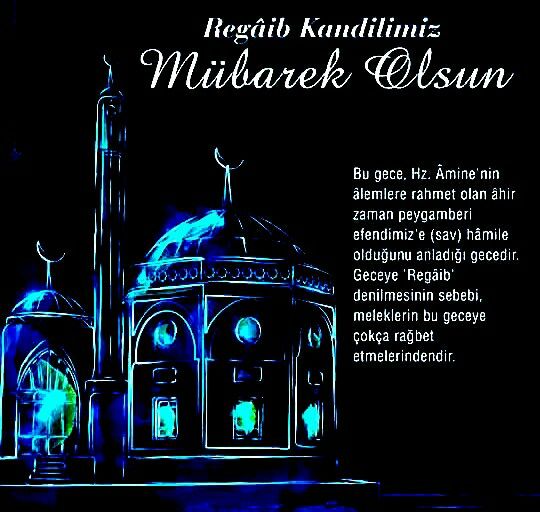 Regâib Kandilimiz
Mübarek Olsun
Bu gece, Hz. Âmine'nin
âlemlere rahmet olan âhir
zaman peygamberi
efendimiz'e (sav) hâmile
olduğunu anladığı gecedir.
Geceye 'Regâib'
denilmesinin sebebi,
meleklerin bu geceye
çokça rağbet
etmelerindendir.